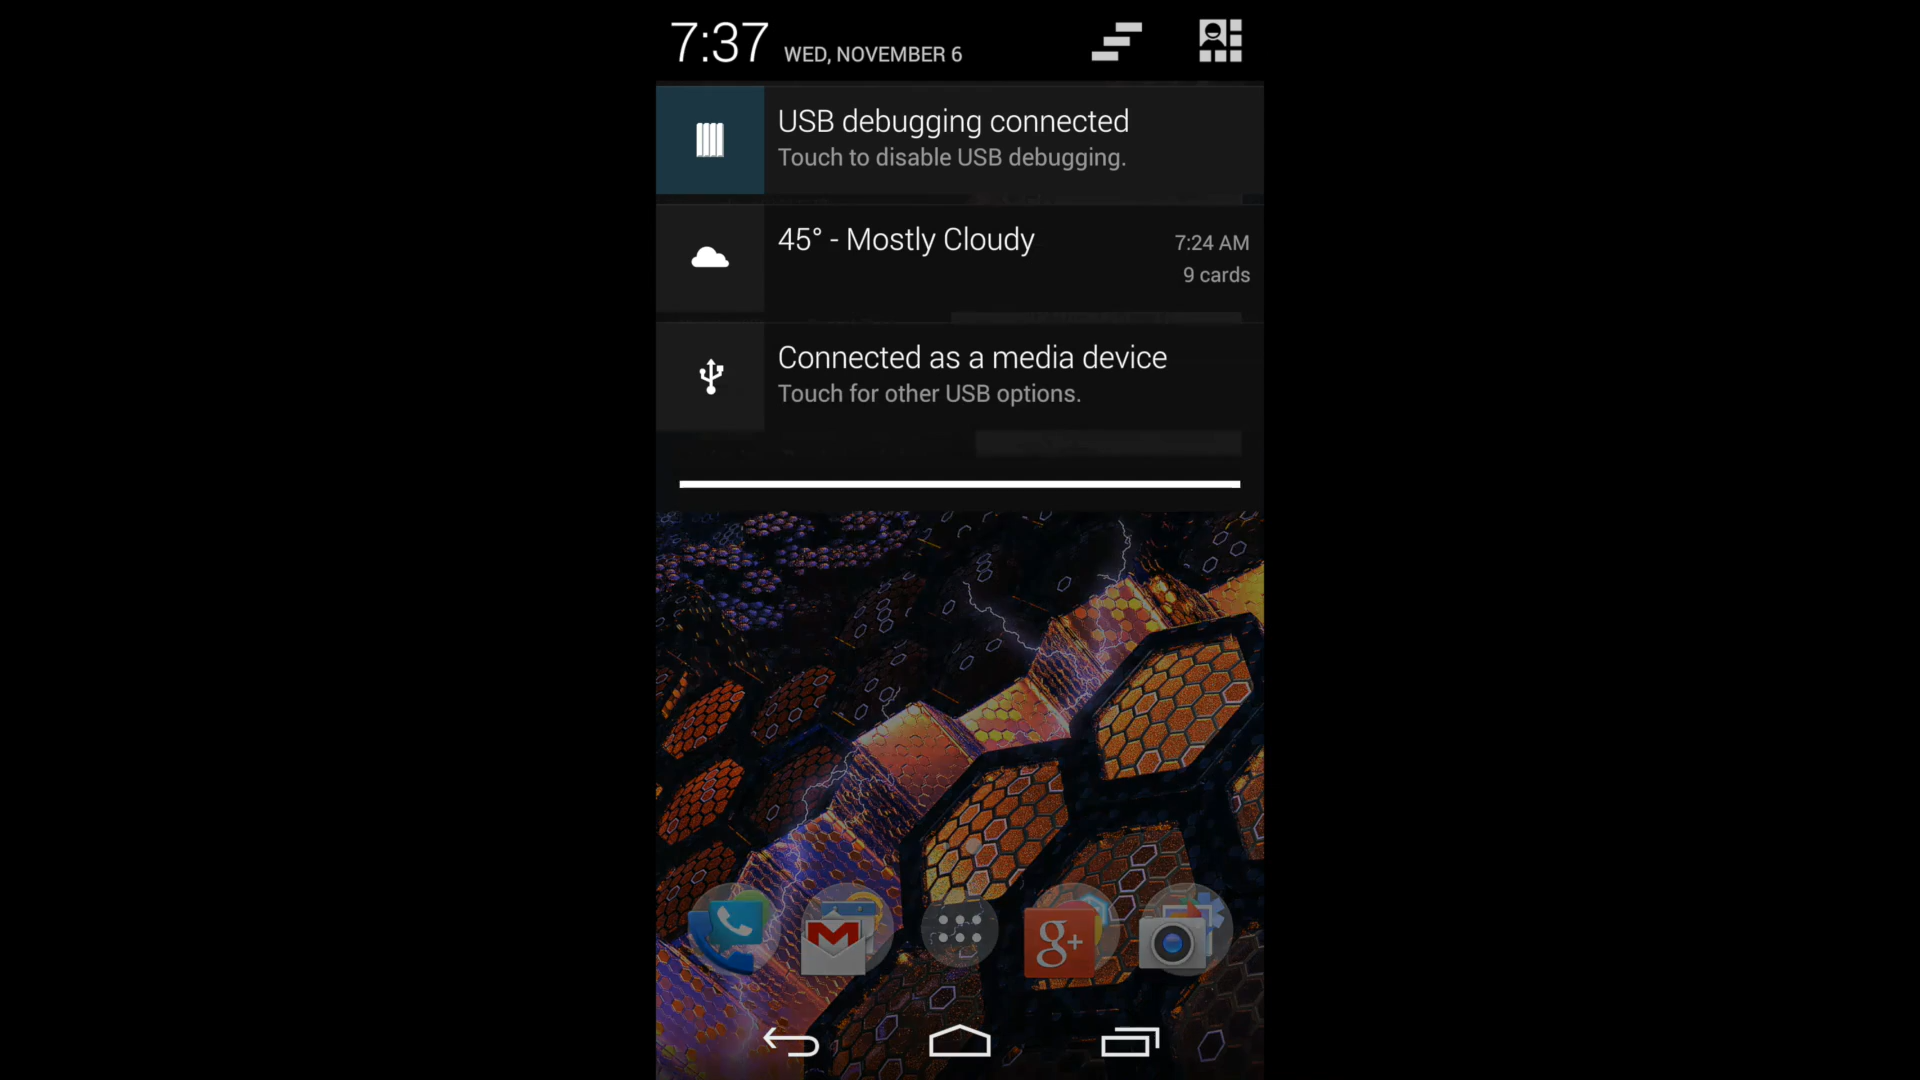 7:37 WED, NOVEMBER 6
USB debugging connected
Touch to disable USB debugging.
45° - Mostly Cloudy
7:24 AM
9 cards
Connected as a media device
Touch for other USB options.
g+